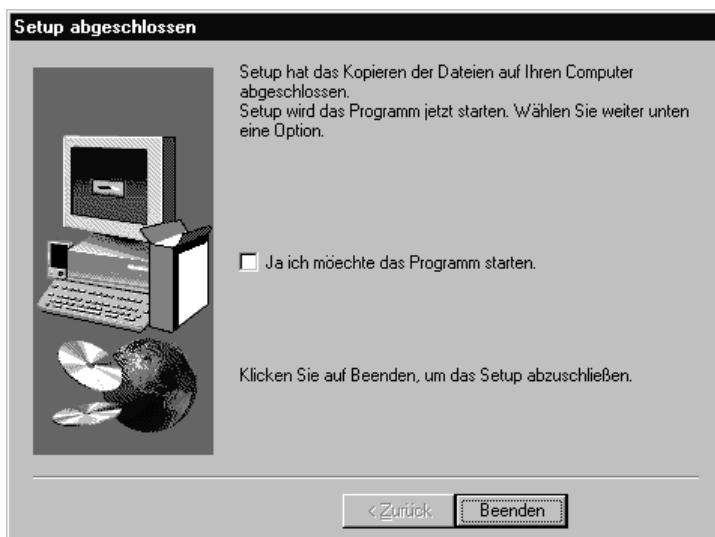 Setup abgeschlossen
Setup hat das Kopieren der Dateien auf Ihren Computer
abgeschlossen.
Setup wird das Programm jetzt starten. Wählen Sie weiter unten
eine Option.
Ja ich möechte das Programm starten.
Klicken Sie auf Beenden, um das Setup abzuschließen.
< Zurück
Beenden